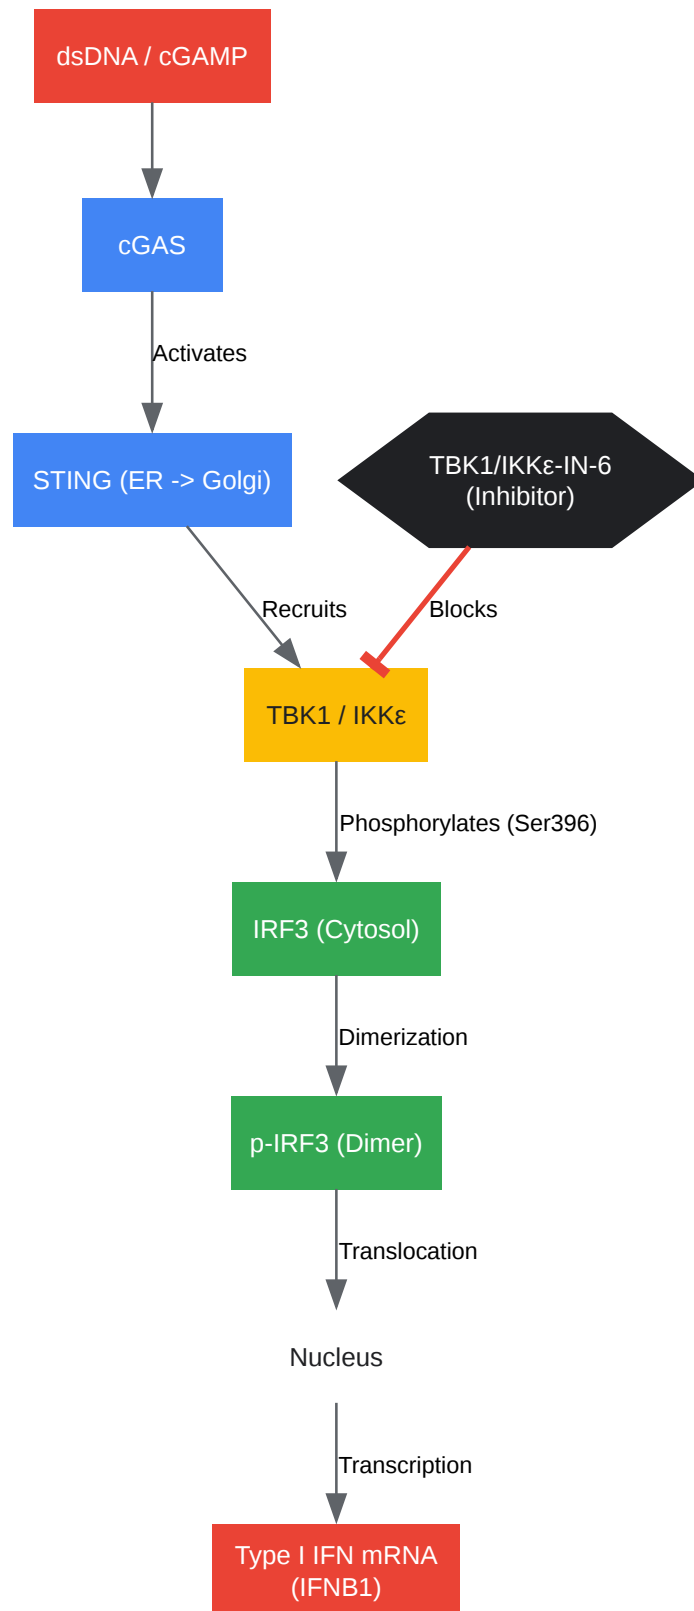 dsDNA / cGAMP
cGAS
Activates
STING (ER -> Golgi)
TBK1/IKKε-IN-6
(Inhibitor)
Recruits
Blocks
TBK1 / IKKε
Phosphorylates (Ser396)
IRF3 (Cytosol)
Dimerization
p-IRF3 (Dimer)
Translocation
Nucleus
Transcription
Type I IFN mRNA
(IFNB1)